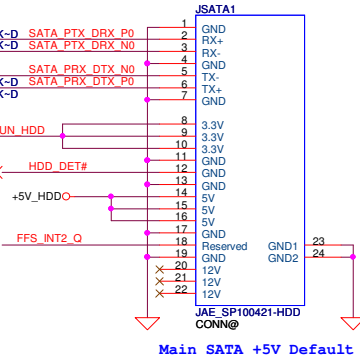 JSATA1
1 GND
K~D SATA_PTX_DRX_P0 2 RX+
K~D SATA_PTX_DRX_N0 3 RX-
4 GND
SATA_PRX_DTX_N0 5 TX-
K~D SATA_PRX_DTX_P0 6 TX+
K~D 7 GND
8 3.3V
UN_HDD 9 3.3V
10 3.3V
11 GND
HDD_DET# 12 GND
13 GND
+5V_HDD 14 5V
15 5V
16 5V
17 GND
FFS_INT2_Q 18 Reserved GND1 23
19 GND GND2 24
20 12V
21 12V
22 12V
JAE_SP100421-HDD
CONN@
Main SATA +5V Default